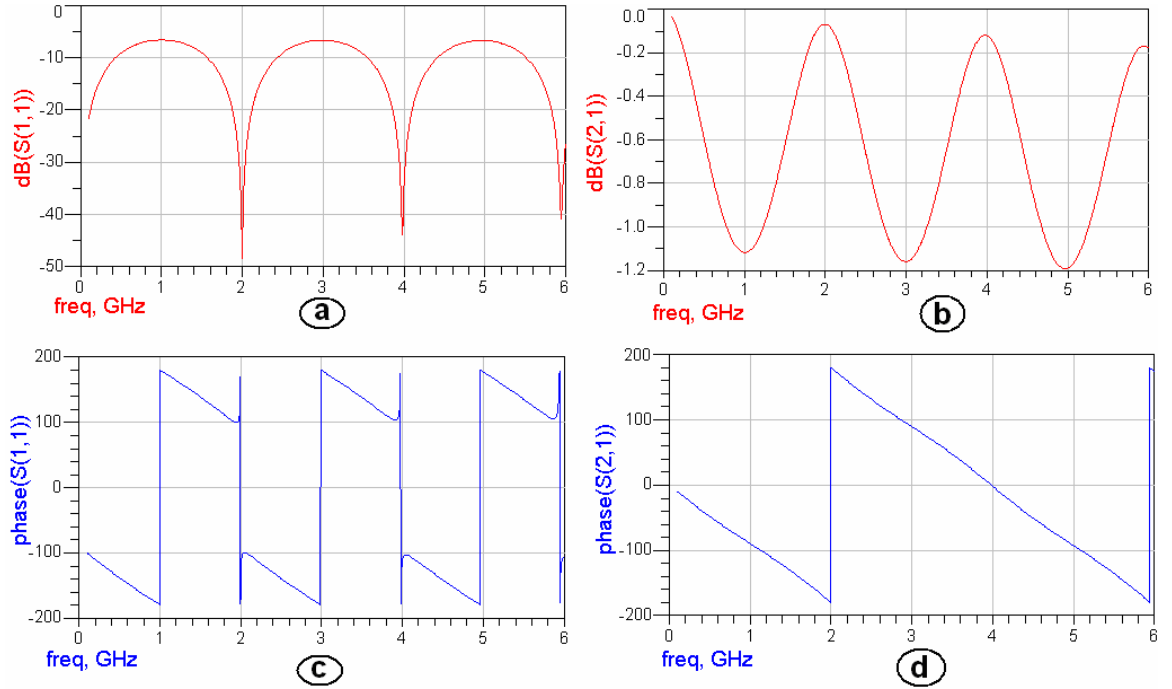 0
-10
-20
-30
-40
-50
dB(S(1,1))
0 1 2 3 4 5 6
freq, GHz
a
0.0
-0.2
-0.4
-0.6
-0.8
-1.0
-1.2
dB(S(2,1))
0 1 2 3 4 5 6
freq, GHz
b
200
100
0
-100
-200
phase(S(1,1))
0 1 2 3 4 5 6
freq, GHz
c
200
100
0
-100
-200
phase(S(2,1))
0 1 2 3 4 5 6
freq, GHz
d